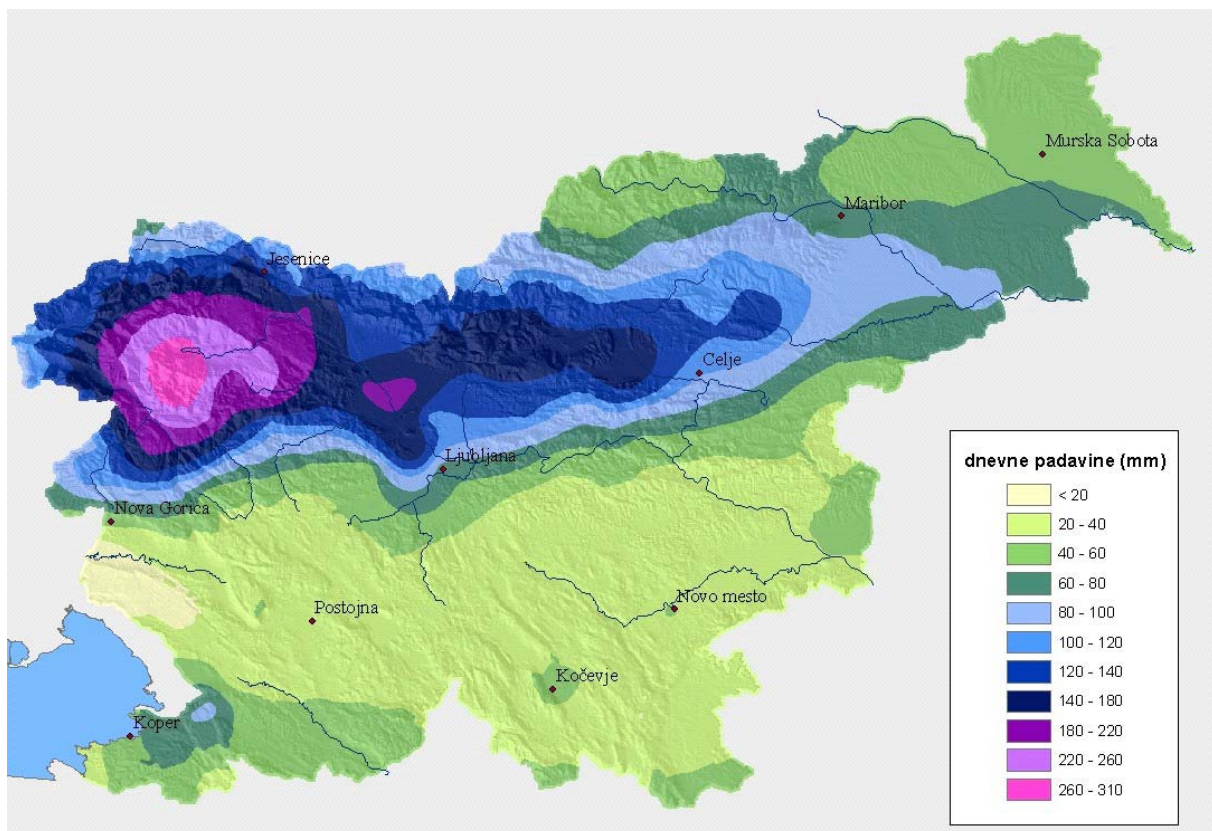 Murska Sobota
Maribor
Jesenice
Celje
Ljubljana
Nova Gorica
Novo mesto
Postojna
Kočevje
Koper
dnevne padavine (mm)
< 20
20 - 40
40 - 60
60 - 80
80 - 100
100 - 120
120 - 140
140 - 180
180 - 220
220 - 260
260 - 310